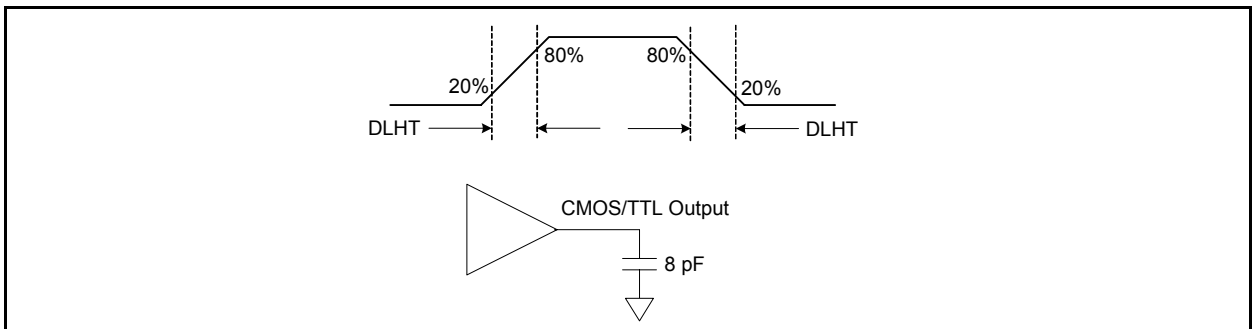 80% 80%
20% 20%
DLHT DLHT
CMOS/TTL Output
8 pF